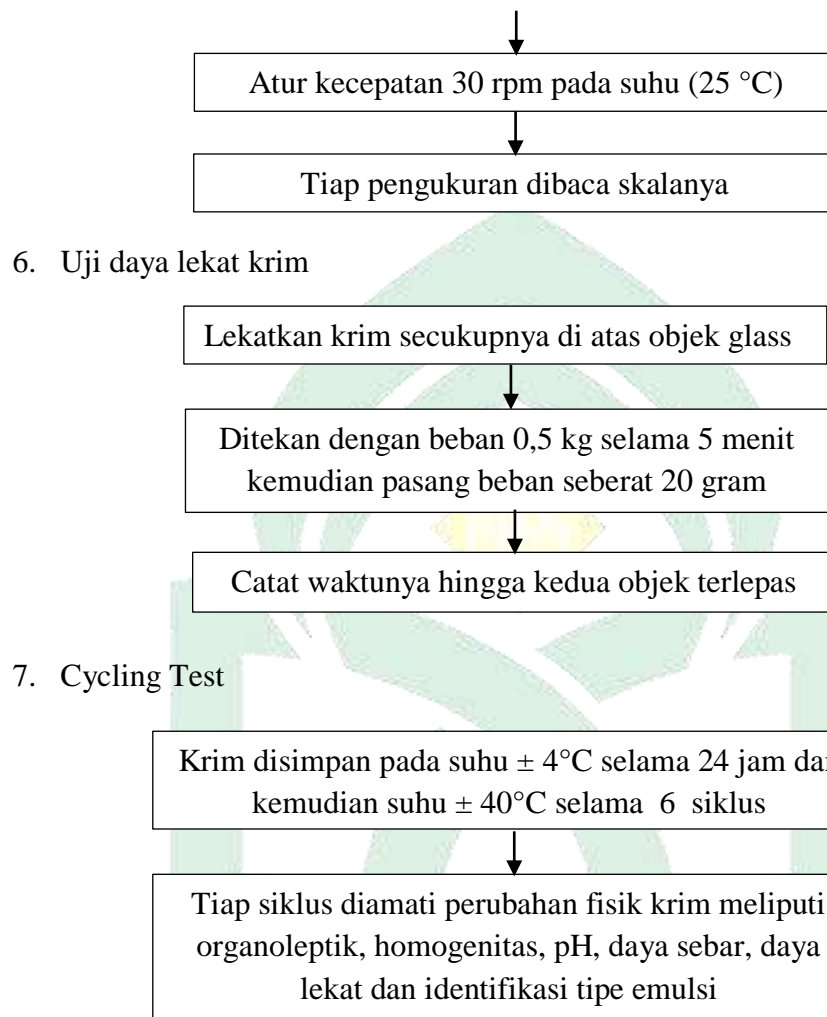 Atur kecepatan 30 rpm pada suhu (25 °C)
Tiap pengukuran dibaca skalanya
6. Uji daya lekat krim
Lekatkan krim secukupnya di atas objek glass
Ditekan dengan beban 0,5 kg selama 5 menit
kemudian pasang beban seberat 20 gram
Catat waktunya hingga kedua objek terlepas
7. Cycling Test
Krim disimpan pada suhu ± 4°C selama 24 jam dan
kemudian suhu ± 40°C selama 6 siklus
Tiap siklus diamati perubahan fisik krim meliputi
organoleptik, homogenitas, pH, daya sebar, daya
lekat dan identifikasi tipe emulsi